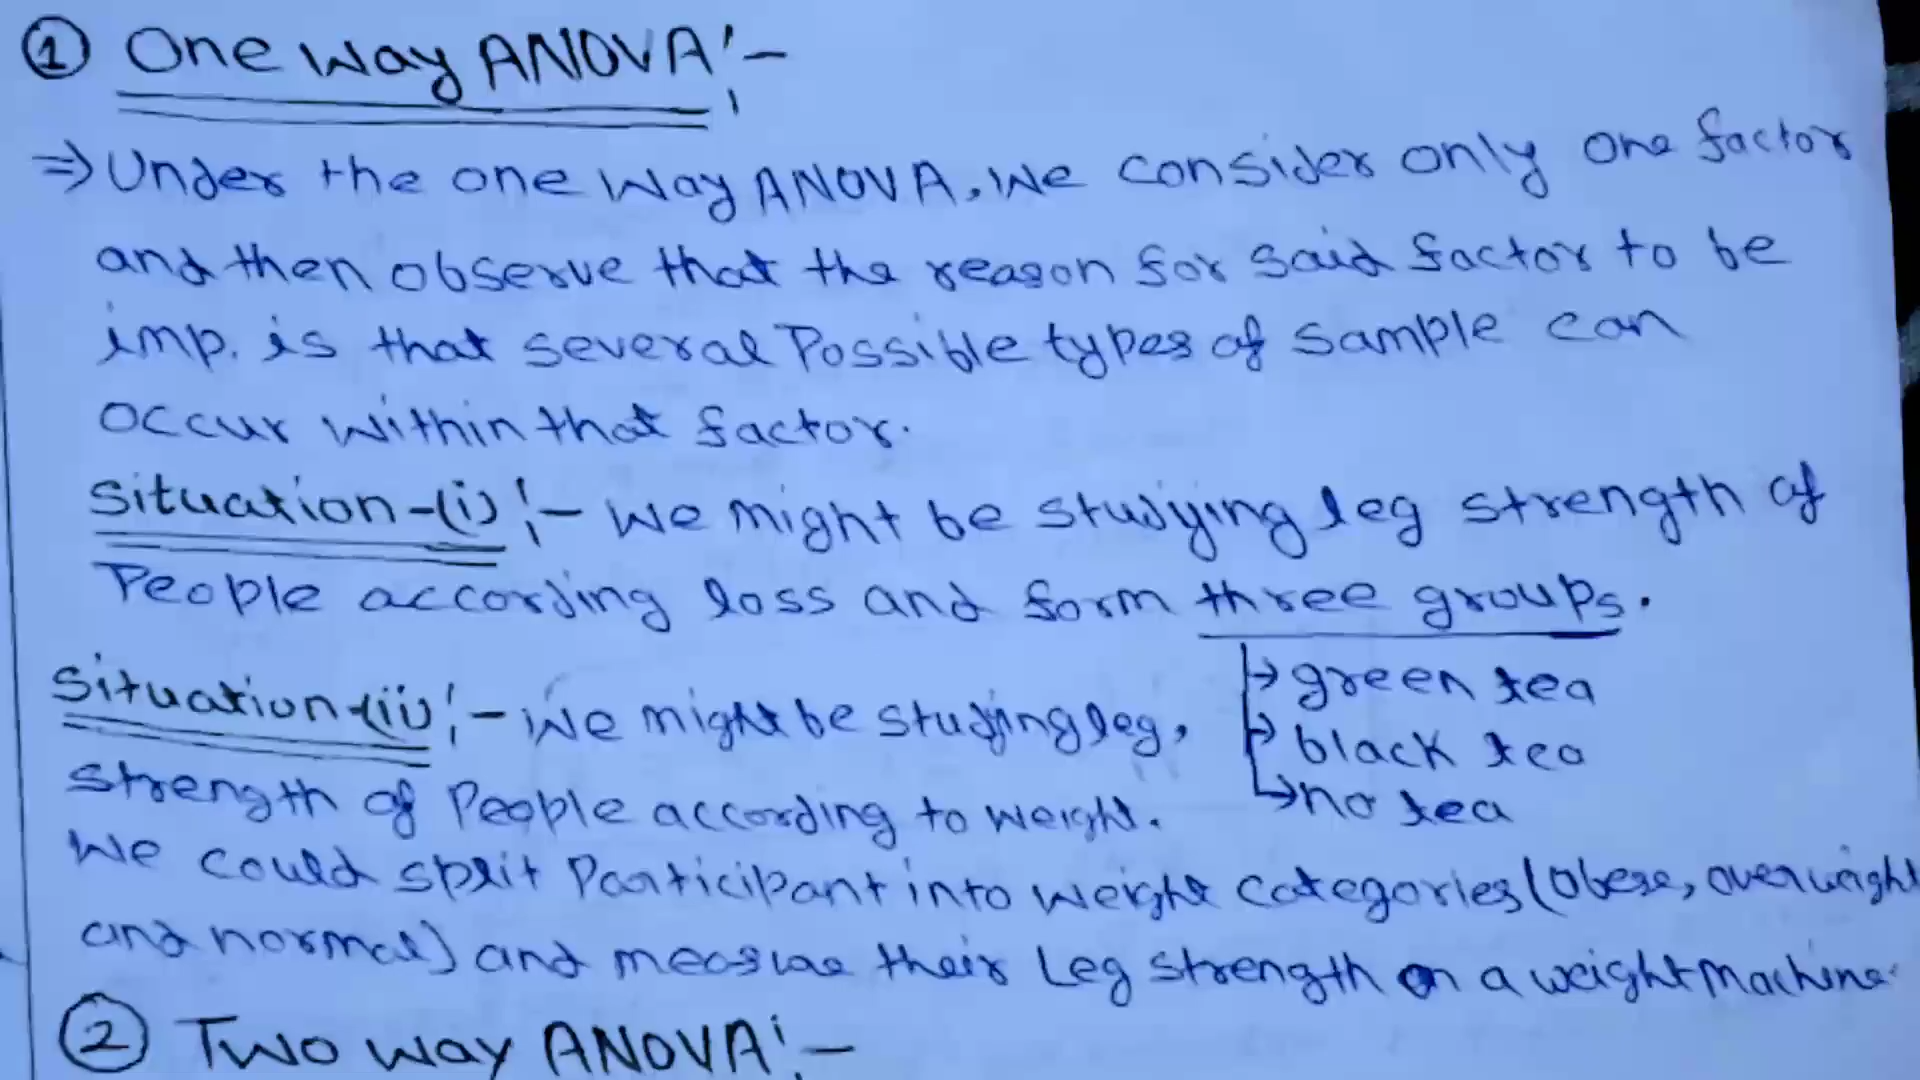 ① One Way ANOVA:-
⇒ Under the one Way ANOVA, We consider only one factor
and then observe that the reason for said factor to be
imp. is that several Possible types of sample can
occur within that factor.
Situation-(i):- We might be studying leg strength of
People according loss and form three groups.
→ green tea
→ black tea
→ no tea
Situation-(ii):- We might be studying leg,
strength of People according to weight.
We could split Participant into weight categories (obese, overweight
and normal) and measure their Leg strength on a weight machine.
② Two way ANOVA:-